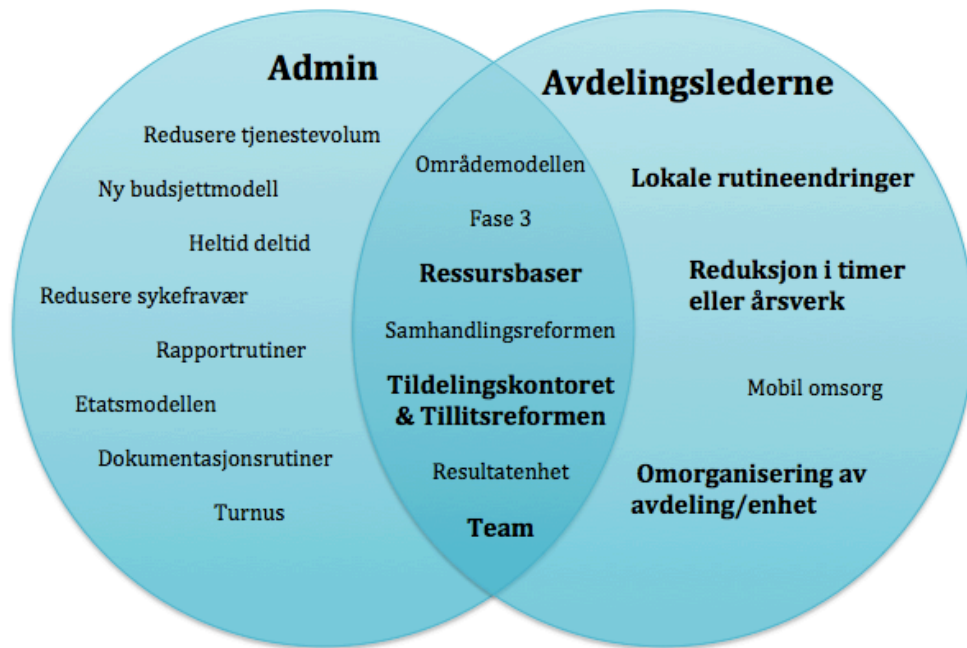 Admin
Redusere tjenestevolum
Ny budsjettmodell
Heltid deltid
Redusere sykefravær
Rapportrutiner
Etatsmodellen
Dokumentasjonsrutiner
Turnus
Områdemodellen
Fase 3
Ressursbaser
Samhandlingsreformen
Tildelingskontoret
& Tillitsreformen
Resultatenhet
Team
Avdelingslederne
Lokale rutineendringer
Reduksjon i timer
eller årsverk
Mobil omsorg
Omorganisering av
avdeling/enhet